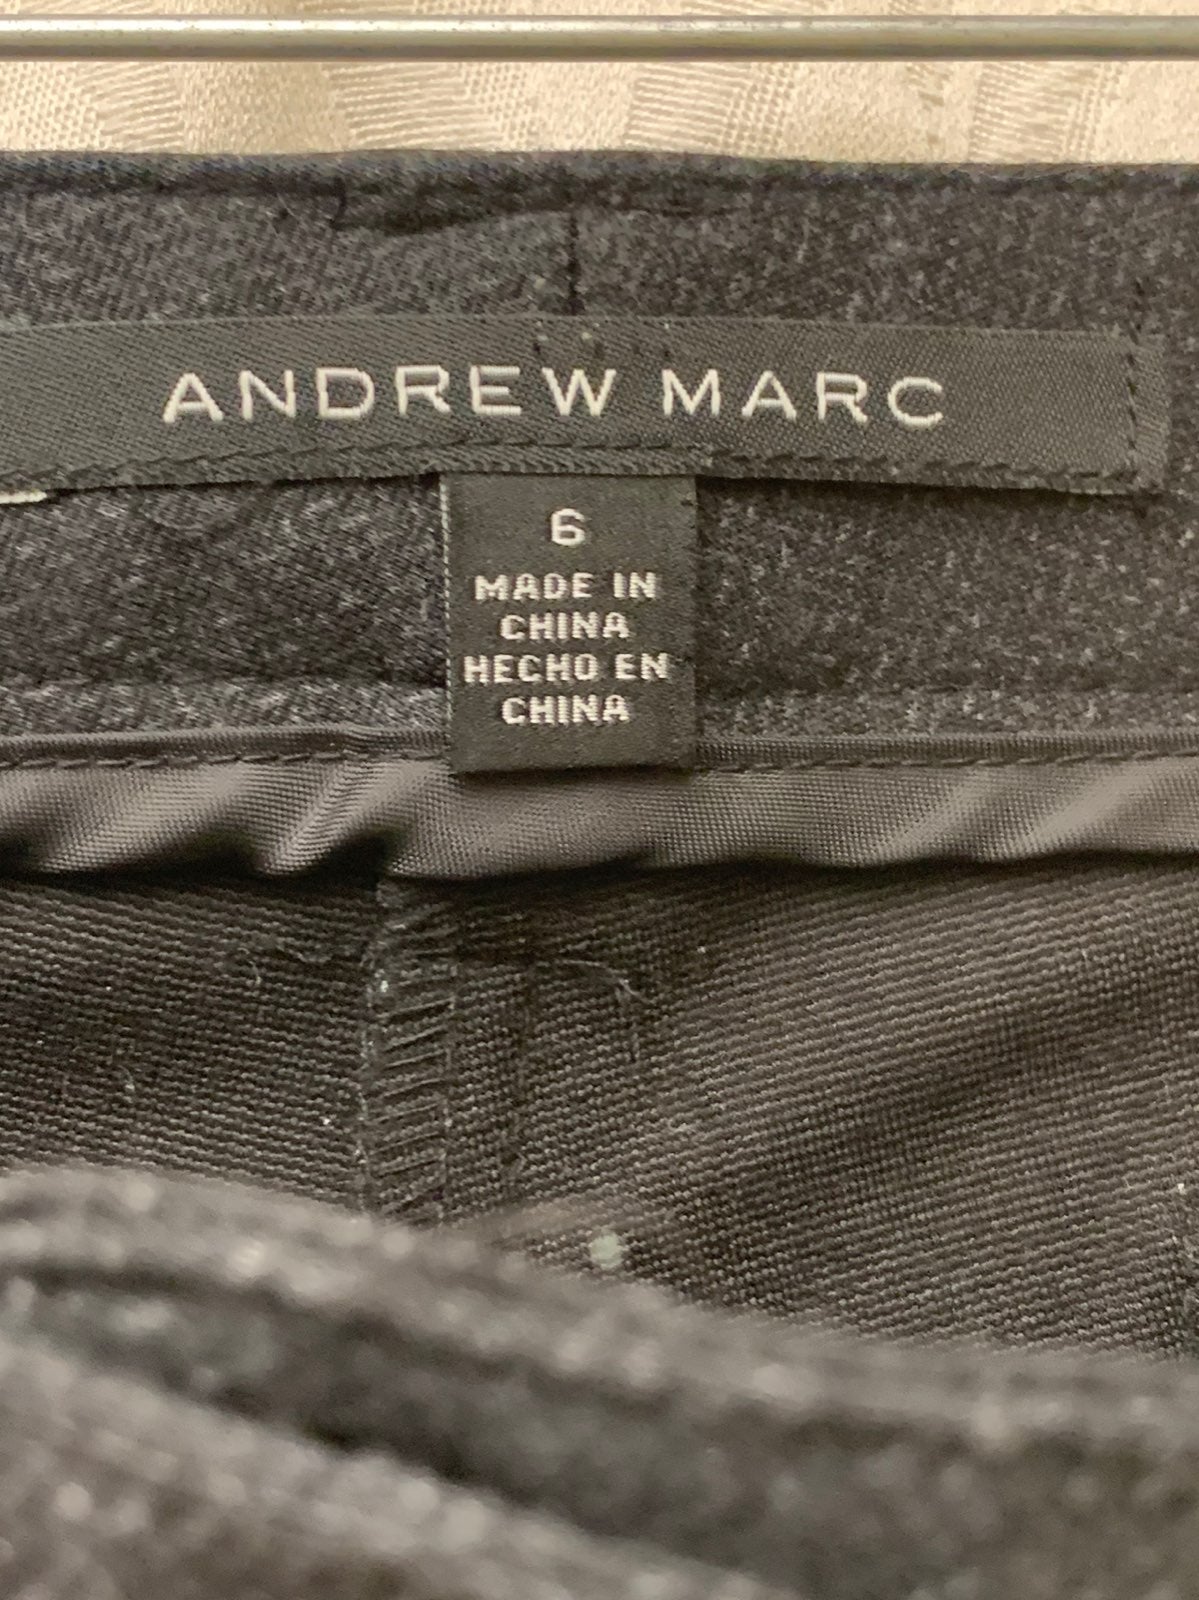 ANDREW MARC
6
MADE IN
CHINA
HECHO EN
CHINA